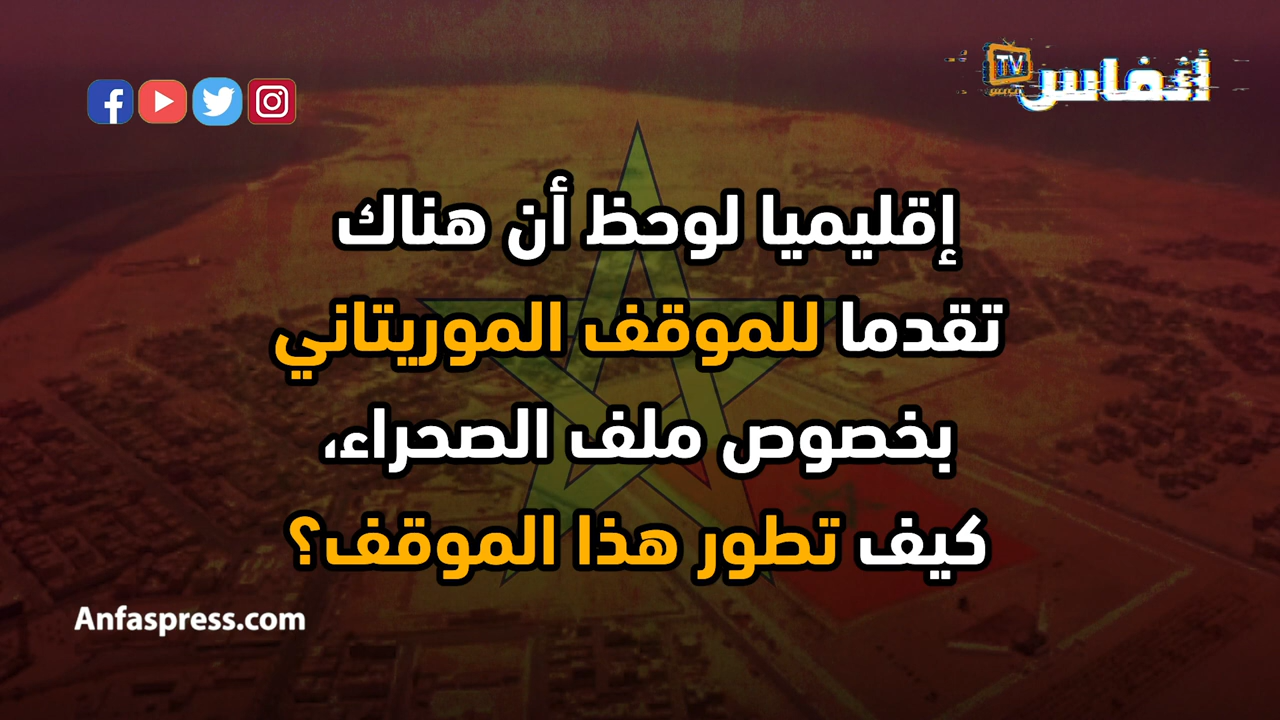 أنفاس TV
إقليميا لوحظ أن هناك
تقدما للموقف الموريتاني
بخصوص ملف الصحراء،
كيف تطور هذا الموقف؟
Anfaspress.com